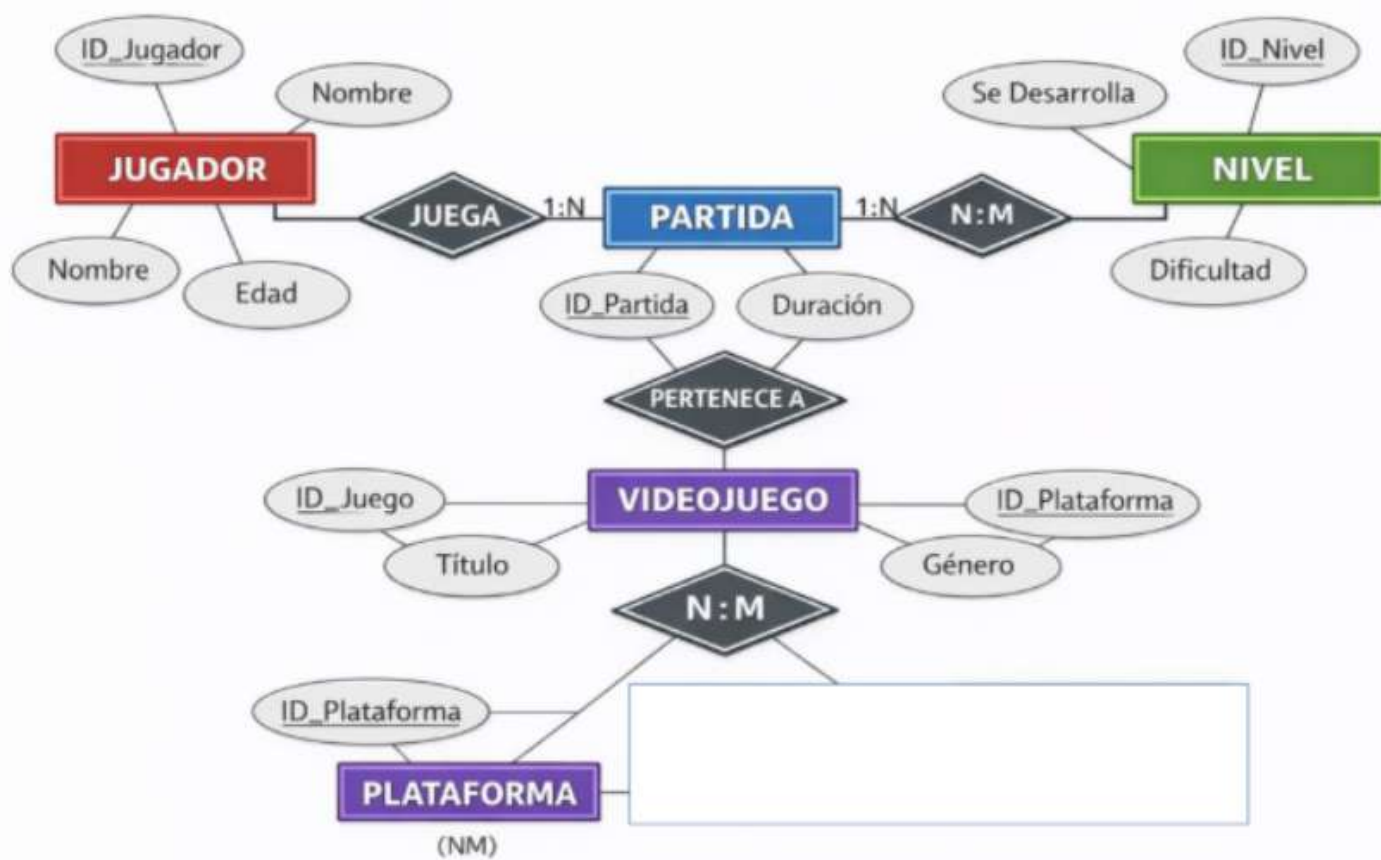 ID_Jugador
Nombre
JUGADOR
Nombre
Edad
JUEGA
1:N
PARTIDA
ID_Partida
Duración
1:N
N:M
Se Desarrolla
ID_Nivel
NIVEL
Dificultad
PERTENECE A
VIDEOJUEGO
ID_Juego
Título
ID_Plataforma
Género
N:M
ID_Plataforma
PLATAFORMA
(NM)